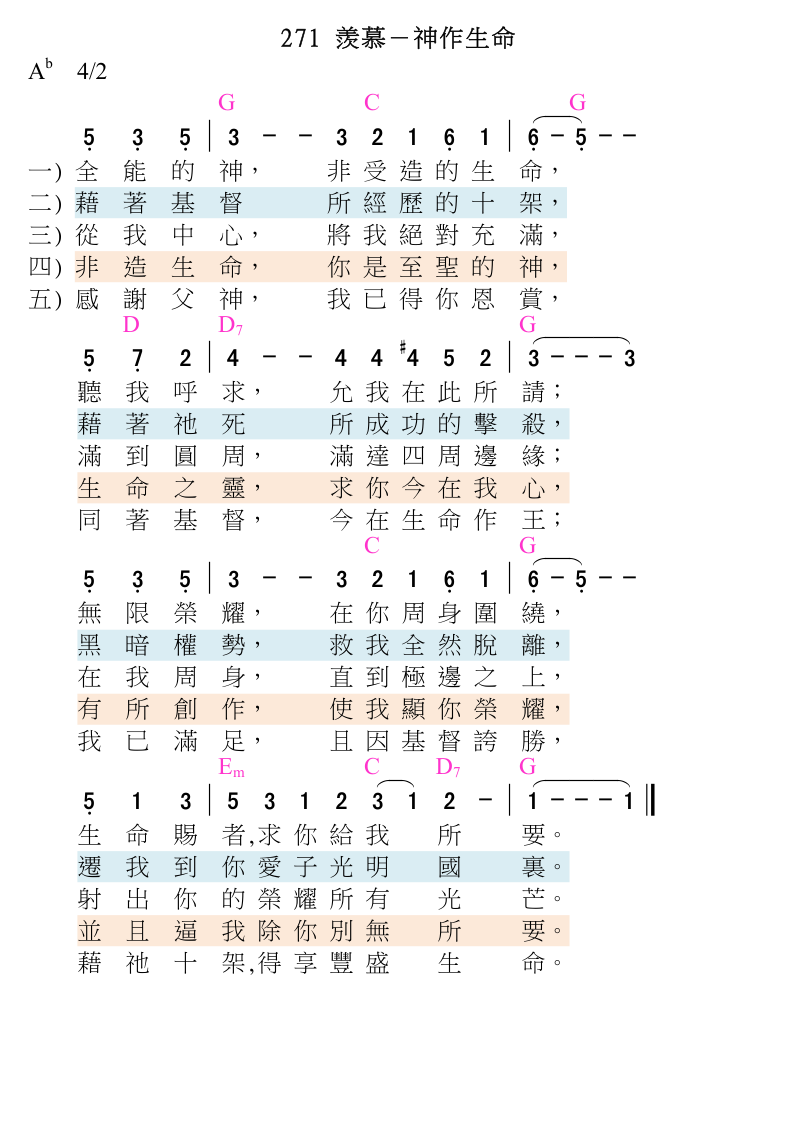 271 羨慕－神作生命
A♭ 4/2
G C G
5̣ 3̣ 5̣ | 3 － － 3 2 1 6̣ 1 | 6̣ － 5̣ － －
一) 全能的神， 非受造的生命，
二) 藉著基督 所經歷的十架，
三) 從我中心， 將我絕對充滿，
四) 非造生命， 你是至聖的神，
五) 感謝父神， 我已得你恩賞，
D D7 G
5̣ 7̣ 2 | 4 － － 4 4 ♯4 5 2 | 3 － － － 3
聽我呼求， 允我在此所請；
藉著祂死 所成功的擊殺，
滿到圓周， 滿達四周邊緣；
生命之靈， 求你今在我心，
同著基督， 今在生命作王；
C G
5̣ 3̣ 5̣ | 3 － － 3 2 1 6̣ 1 | 6̣ － 5̣ － －
無限榮耀， 在你周身圍繞，
黑暗權勢， 救我全然脫離，
在我周身， 直到極邊之上，
有所創作， 使我顯你榮耀，
我已滿足， 且因基督誇勝，
Em C D7 G
5̣ 1 3 | 5 3 1 2 3 1 2 － | 1 － － － 1 ‖
生命賜者,求你給我所要。
遷我到你愛子光明國裏。
射出你的榮耀所有光芒。
並且逼我除你別無所要。
藉祂十架,得享豐盛生命。